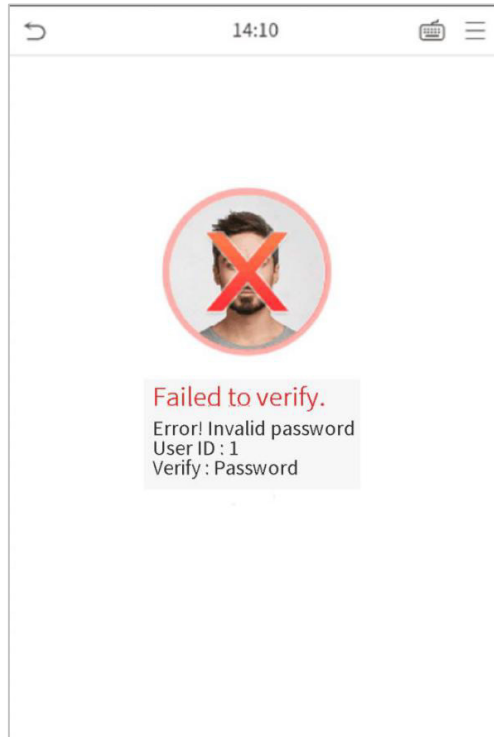 14:10
Failed to verify.
Error! Invalid password
User ID : 1
Verify : Password